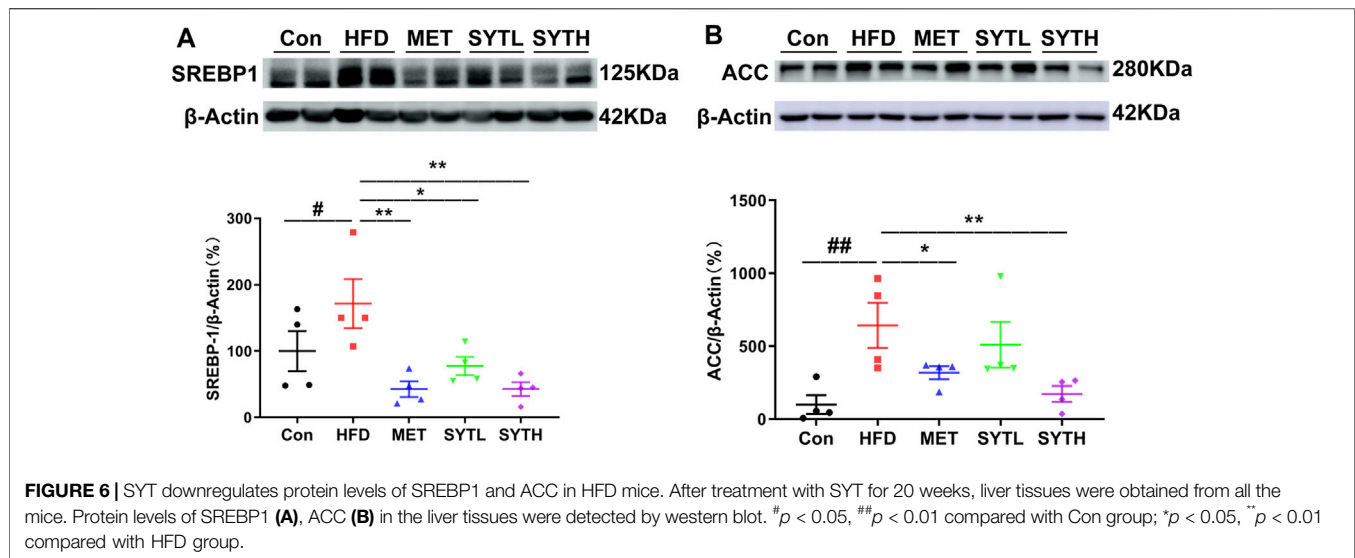 A
Con HFD MET SYTL SYTH
SREBP1 125KDa
β-Actin 42KDa
**
*
# **
300
200
100
0
SREBP-1/β-Actin(%)
Con HFD MET SYTL SYTH
B
Con HFD MET SYTL SYTH
ACC 280KDa
β-Actin 42KDa
**
## *
1500
1000
500
0
ACC/β-Actin(%)
Con HFD MET SYTL SYTH
FIGURE 6 | SYT downregulates protein levels of SREBP1 and ACC in HFD mice. After treatment with SYT for 20 weeks, liver tissues were obtained from all the
mice. Protein levels of SREBP1 (A), ACC (B) in the liver tissues were detected by western blot. #p < 0.05, ##p < 0.01 compared with Con group; *p < 0.05, **p < 0.01
compared with HFD group.